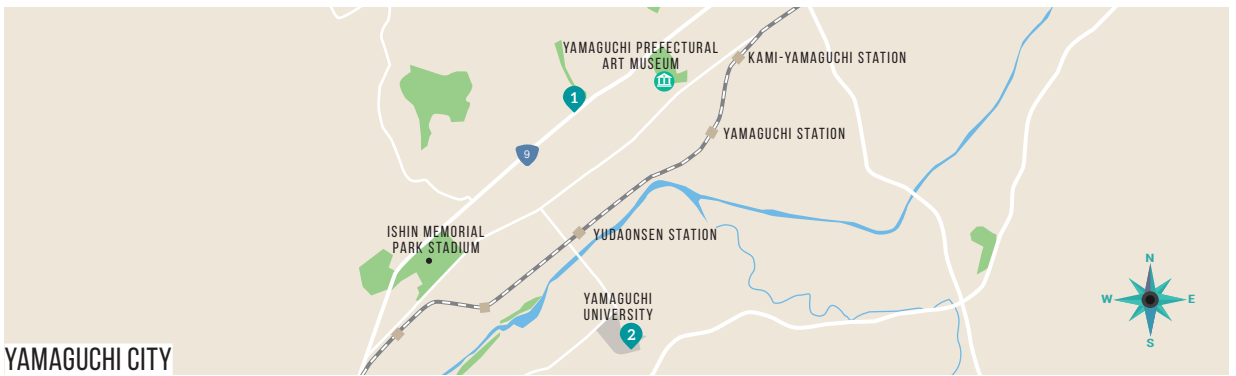 YAMAGUCHI PREFECTURAL
ART MUSEUM
KAMI-YAMAGUCHI STATION
1
YAMAGUCHI STATION
9
ISHIN MEMORIAL
PARK STADIUM
YUDAONSEN STATION
YAMAGUCHI
UNIVERSITY
2
N
W
E
S
YAMAGUCHI CITY